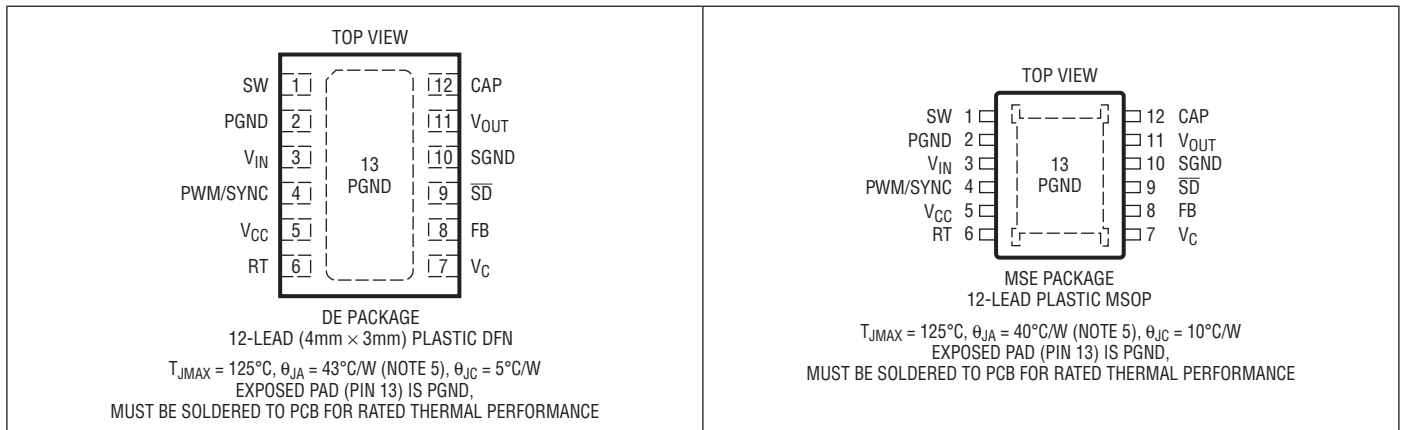 TOP VIEW
SW 1 12 CAP
PGND 2 11 VOUT
VIN 3 10 SGND
13
PGND
PWM/SYNC 4 9 SD
VCC 5 8 FB
RT 6 7 VC
DE PACKAGE
12-LEAD (4mm × 3mm) PLASTIC DFN
TJMAX = 125°C, θJA = 43°C/W (NOTE 5), θJC = 5°C/W
EXPOSED PAD (PIN 13) IS PGND,
MUST BE SOLDERED TO PCB FOR RATED THERMAL PERFORMANCE
TOP VIEW
SW 1 12 CAP
PGND 2 11 VOUT
VIN 3 13 10 SGND
PWM/SYNC 4 PGND 9 SD
VCC 5 8 FB
RT 6 7 VC
MSE PACKAGE
12-LEAD PLASTIC MSOP
TJMAX = 125°C, θJA = 40°C/W (NOTE 5), θJC = 10°C/W
EXPOSED PAD (PIN 13) IS PGND,
MUST BE SOLDERED TO PCB FOR RATED THERMAL PERFORMANCE